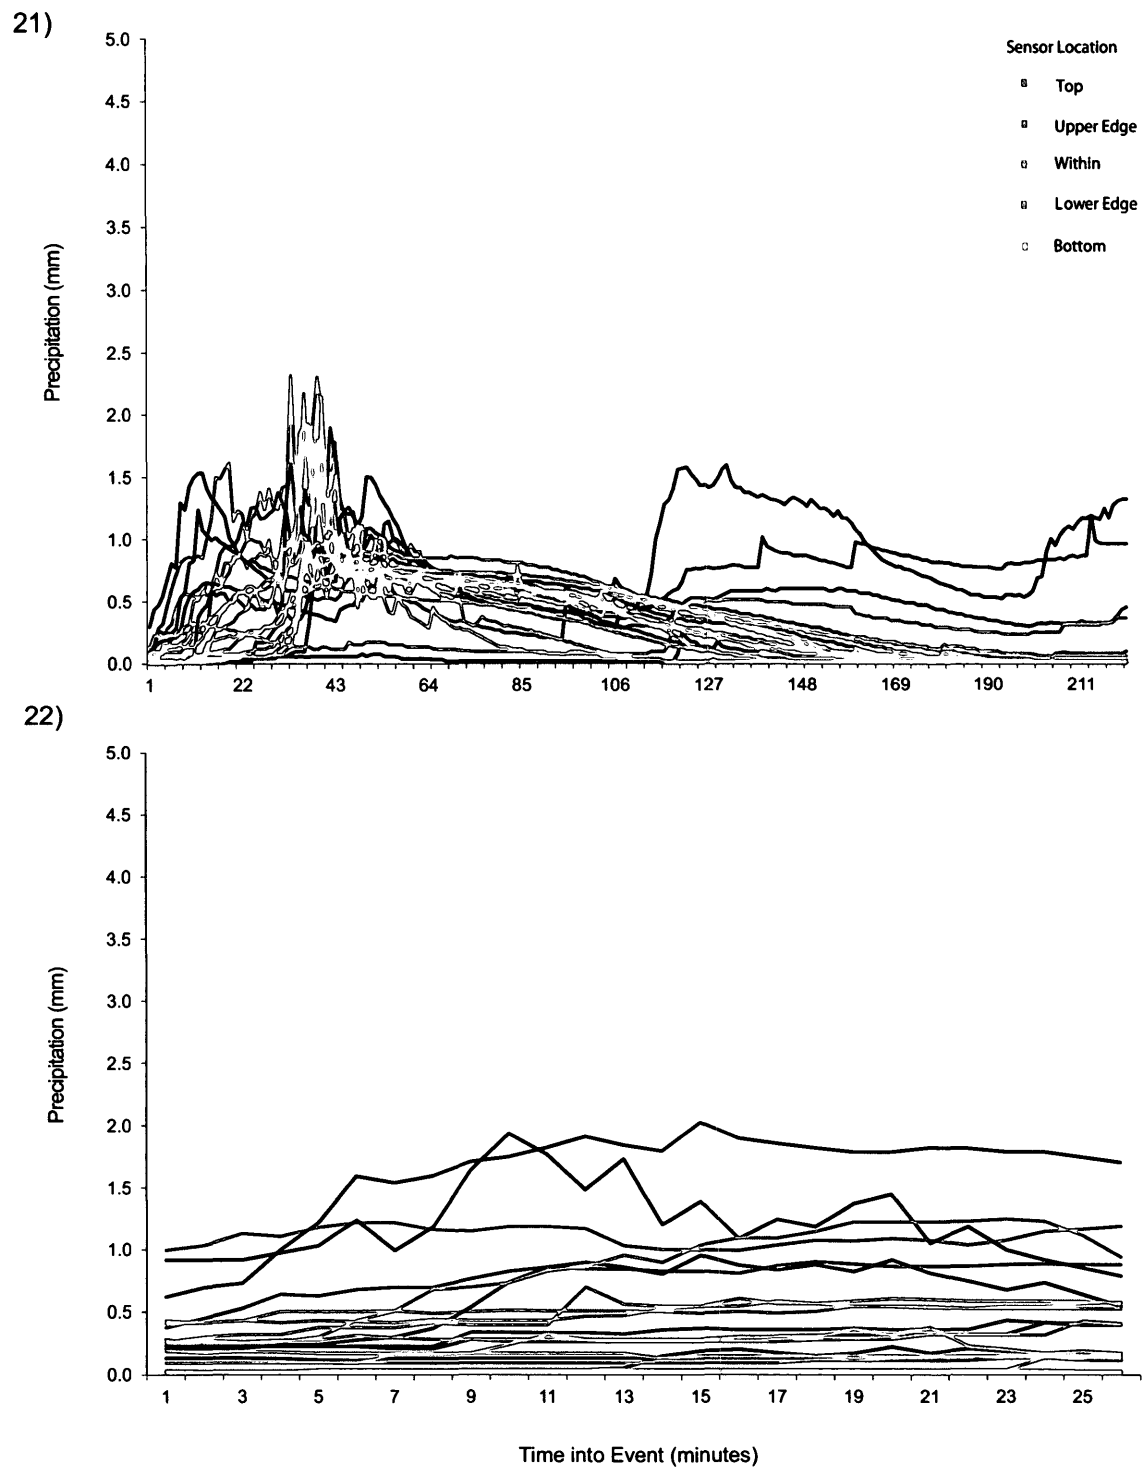 21)
Precipitation (mm)
5.0
4.5
4.0
3.5
3.0
2.5
2.0
1.5
1.0
0.5
0.0
1 22 43 64 85 106 127 148 169 190 211
Sensor Location
Top
Upper Edge
Within
Lower Edge
Bottom
22)
Precipitation (mm)
5.0
4.5
4.0
3.5
3.0
2.5
2.0
1.5
1.0
0.5
0.0
1 3 5 7 9 11 13 15 17 19 21 23 25
Time into Event (minutes)